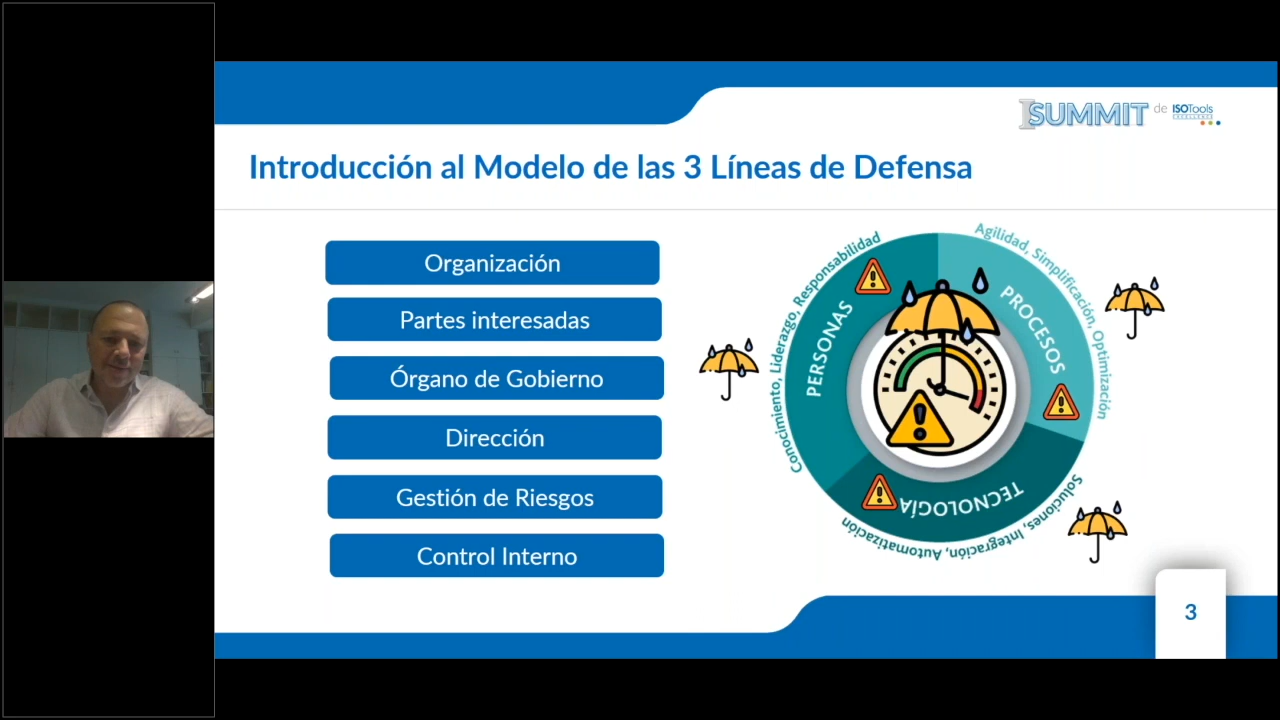 ISUMMIT de ISOTools
Introducción al Modelo de las 3 Líneas de Defensa
Organización
Partes interesadas
Órgano de Gobierno
Dirección
Gestión de Riesgos
Control Interno
Conocimiento, Liderazgo, Responsabilidad
PERSONAS
Agilidad, Simplificación, Optimización
PROCESOS
Soluciones, Integración, Automatización
TECNOLOGÍA
3